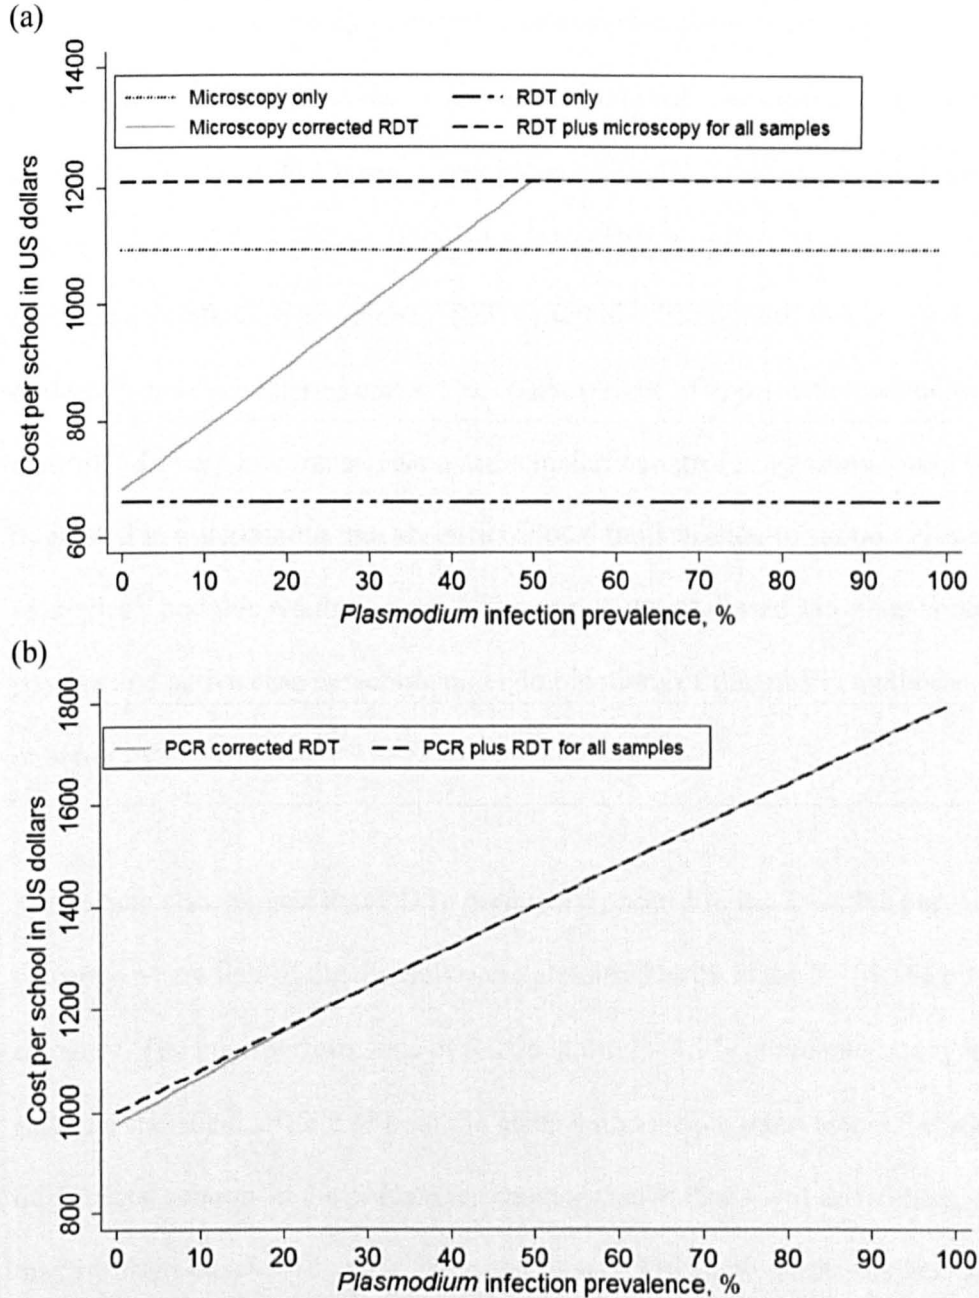 (a)
1400
1200
1000
800
600
Cost per school in US dollars
Microscopy only
RDT only
Microscopy corrected RDT
RDT plus microscopy for all samples
0 10 20 30 40 50 60 70 80 90 100
Plasmodium infection prevalence, %
(b)
1800
1600
1400
1200
1000
800
Cost per school in US dollars
PCR corrected RDT
PCR plus RDT for all samples
0 10 20 30 40 50 60 70 80 90 100
Plasmodium infection prevalence, %